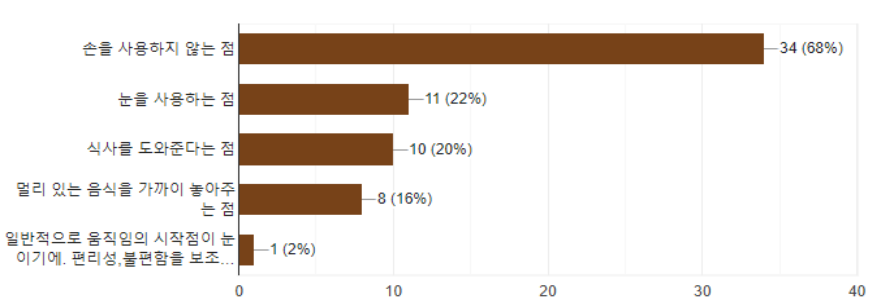 손을 사용하지 않는 점
34 (68%)
눈을 사용하는 점
11 (22%)
식사를 도와준다는 점
10 (20%)
멀리 있는 음식을 가까이 놓아주
는 점
8 (16%)
일반적으로 움직임의 시작점이 눈
이기에. 편리성,불편함을 보조...
1 (2%)
0 10 20 30 40